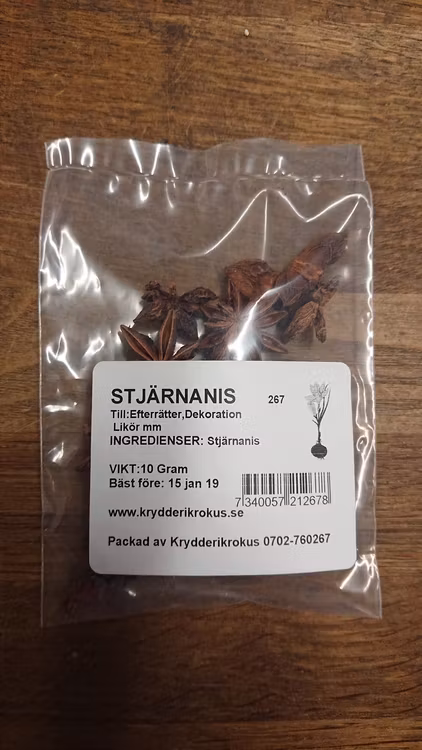 STJÄRNANIS 267
Till:Efterrätter,Dekoration
Likör mm
INGREDIENSER: Stjärnanis
VIKT:10 Gram
Bäst före: 15 jan 19
7 340057 212678
www.krydderikrokus.se
Packad av Krydderikrokus 0702-760267